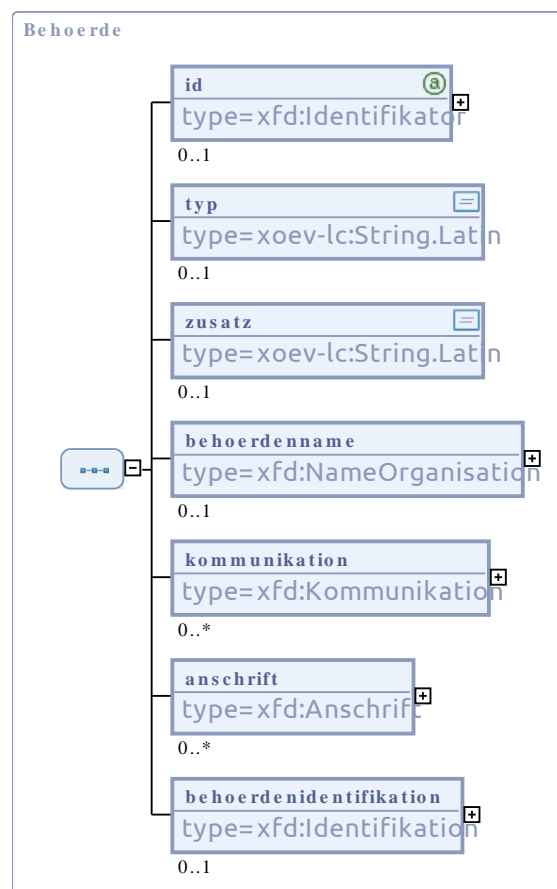 Behoerde
id
type=xfd:Identifikator
0..1
typ
type=xoev-lc:String.Latin
0..1
zusatz
type=xoev-lc:String.Latin
0..1
behoerdenname
type=xfd:NameOrganisation
0..1
kommunikation
type=xfd:Kommunikation
0..*
anschrift
type=xfd:Anschrift
0..*
behoerdenidentifikation
type=xfd:Identifikation
0..1